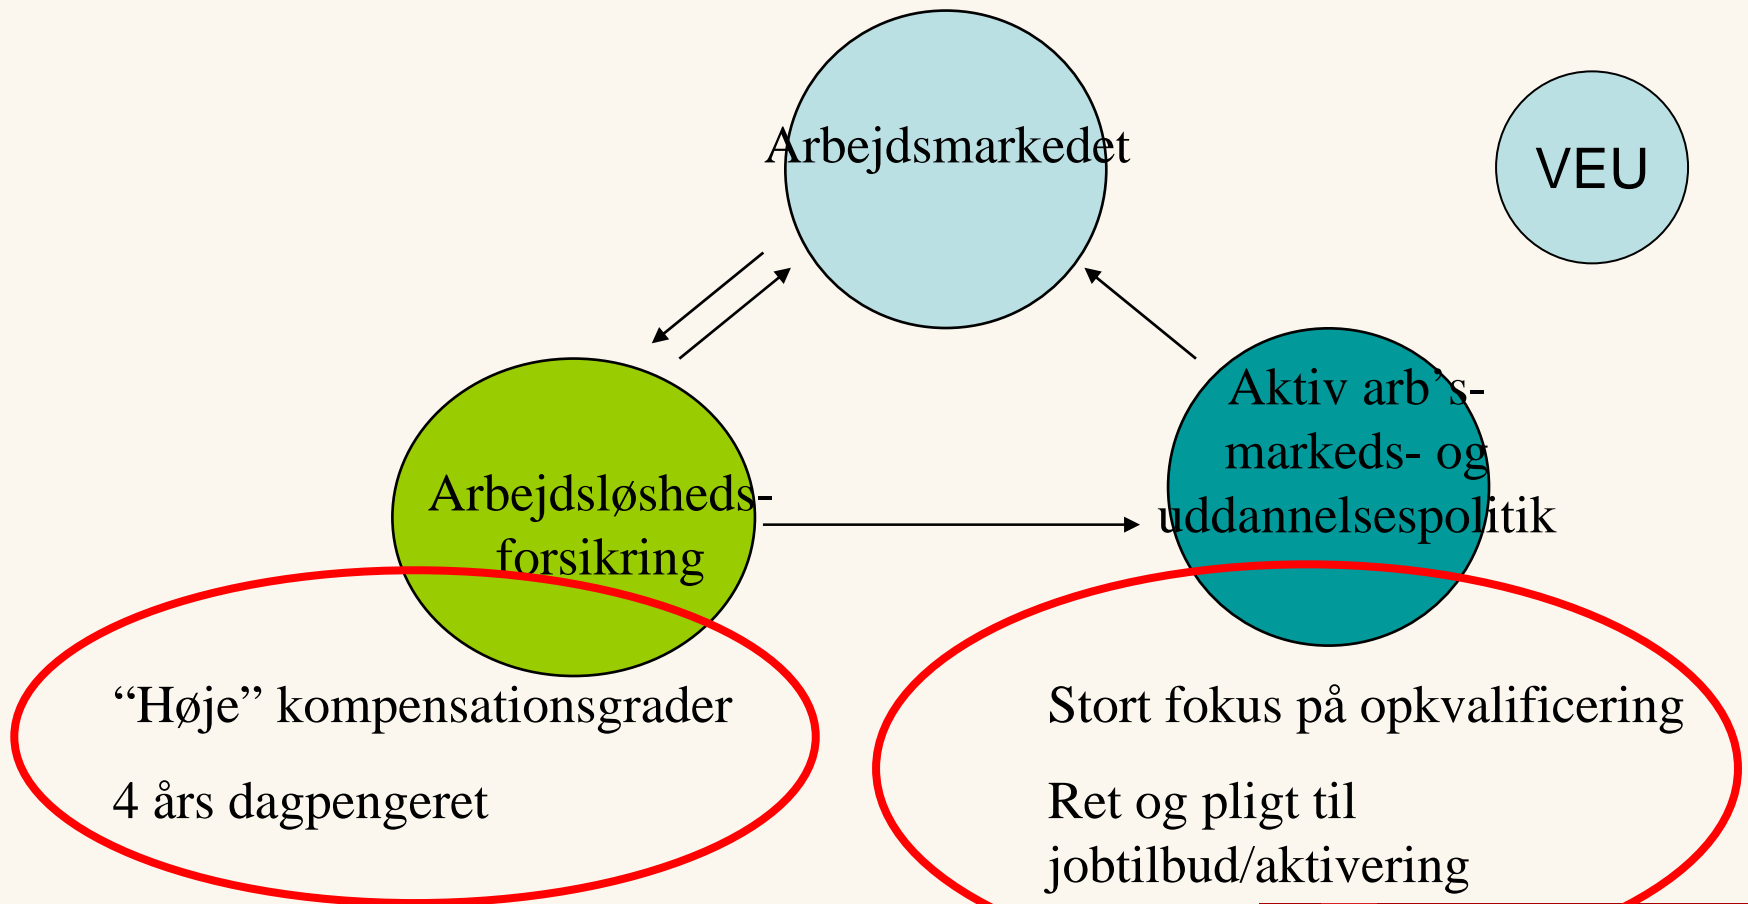 Arbejdsmarkedet
VEU
Aktiv arb’s-
markeds- og
uddannelsespolitik
Arbejdsløsheds-
forsikring
“Høje” kompensationsgrader
4 års dagpengeret
Stort fokus på opkvalificering
Ret og pligt til
jobtilbud/aktivering